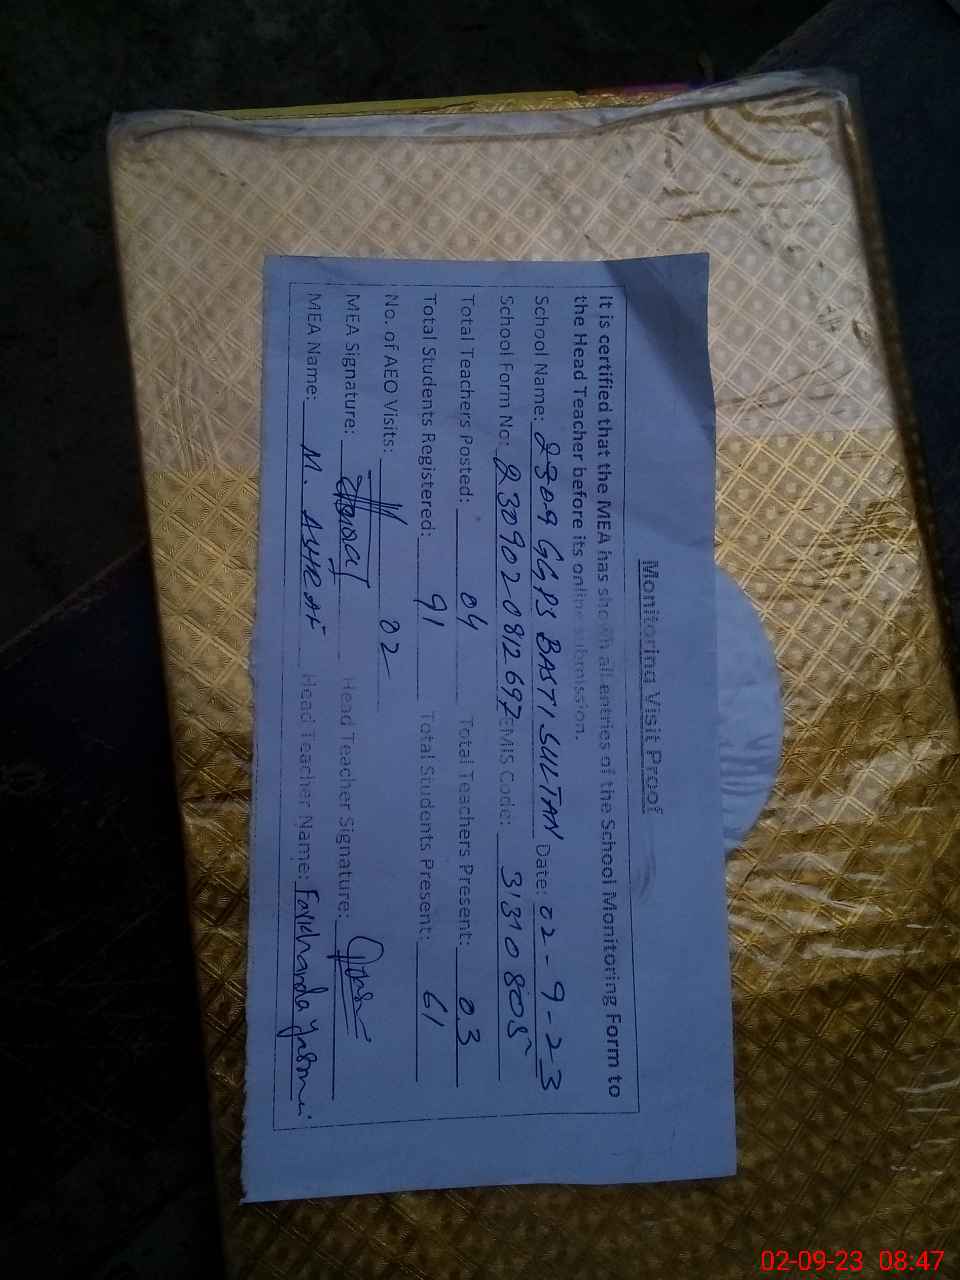 Monitoring Visit Proof
It is certified that the MEA has shown all entries of the School Monitoring Form to
the Head Teacher before its online submission.
School Name: 2309 GGPS BASTI SULTAN Date: 02-9-23
School Form No: 2309020812697 EMIS Code: 31310805
Total Teachers Posted: 04 Total Teachers Present: 03
Total Students Registered: 91 Total Students Present: 61
No. of AEO Visits: 02
MEA Signature: Head Teacher Signature:
MEA Name: M. ASHRAF Head Teacher Name:
02-09-23 08:47